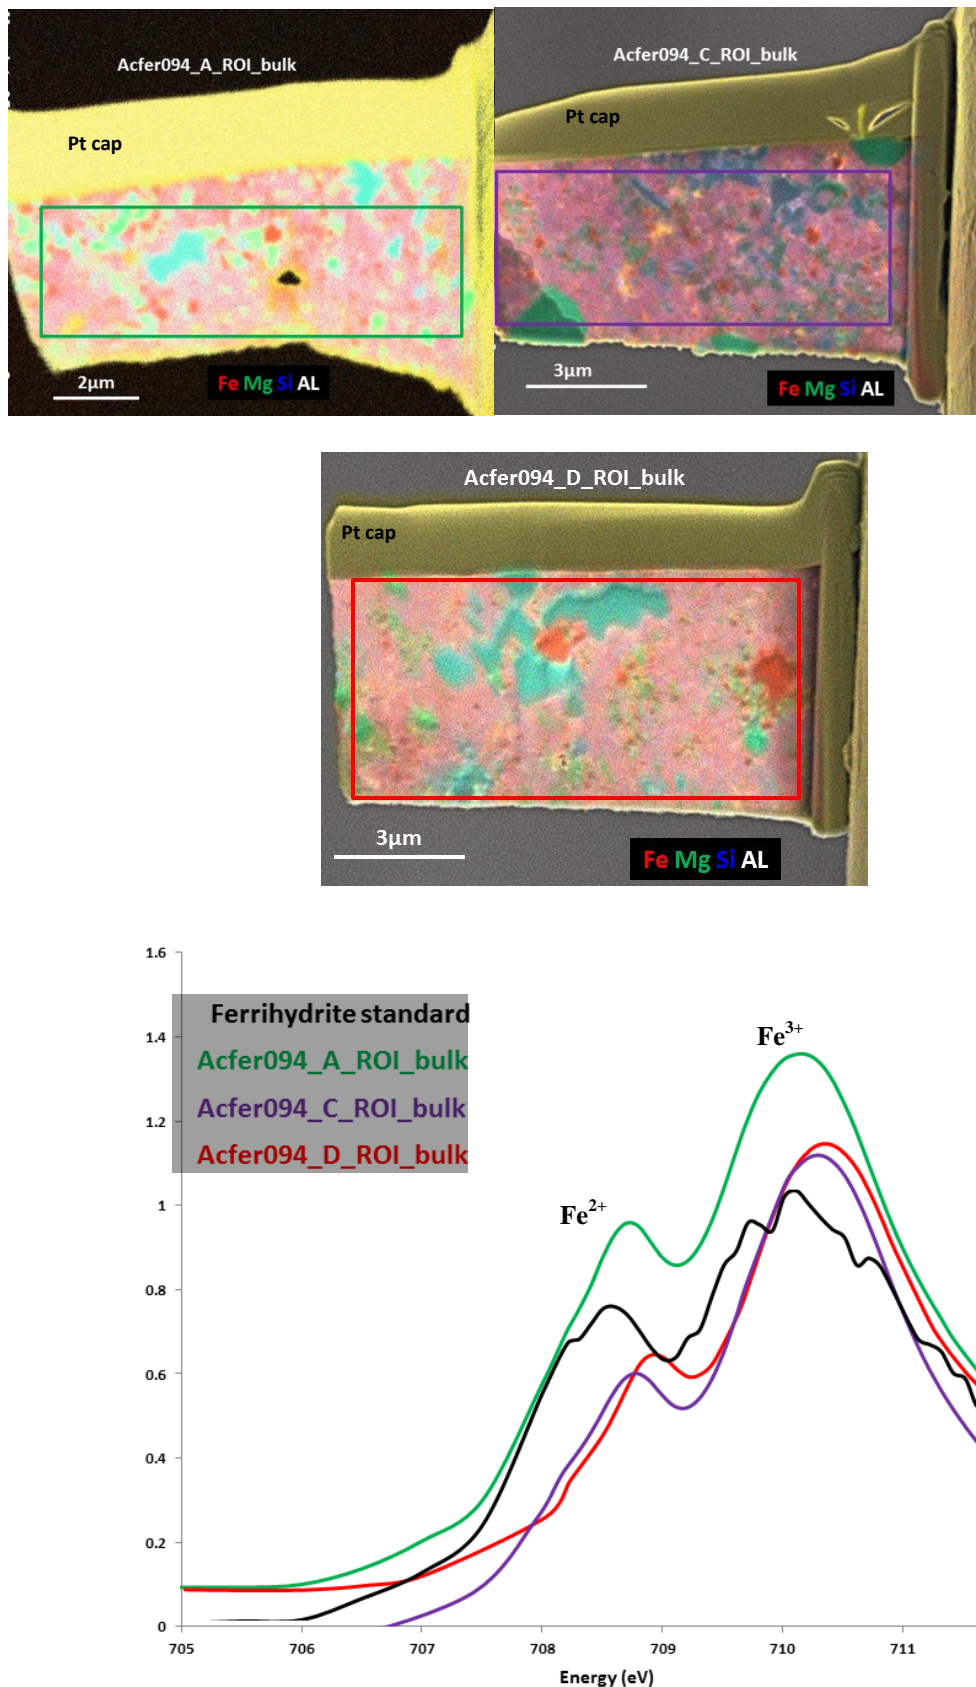 Acfer094_A_ROI_bulk
Pt cap
2µm
Fe Mg Si AL
Acfer094_C_ROI_bulk
Pt cap
3µm
Fe Mg Si AL
Acfer094_D_ROI_bulk
Pt cap
3µm
Fe Mg Si AL
1.6
1.4
1.2
1
0.8
0.6
0.4
0.2
0
Ferrihydrite standard
Acfer094_A_ROI_bulk
Acfer094_C_ROI_bulk
Acfer094_D_ROI_bulk
Fe²⁺
Fe³⁺
705 706 707 708 709 710 711
Energy (eV)